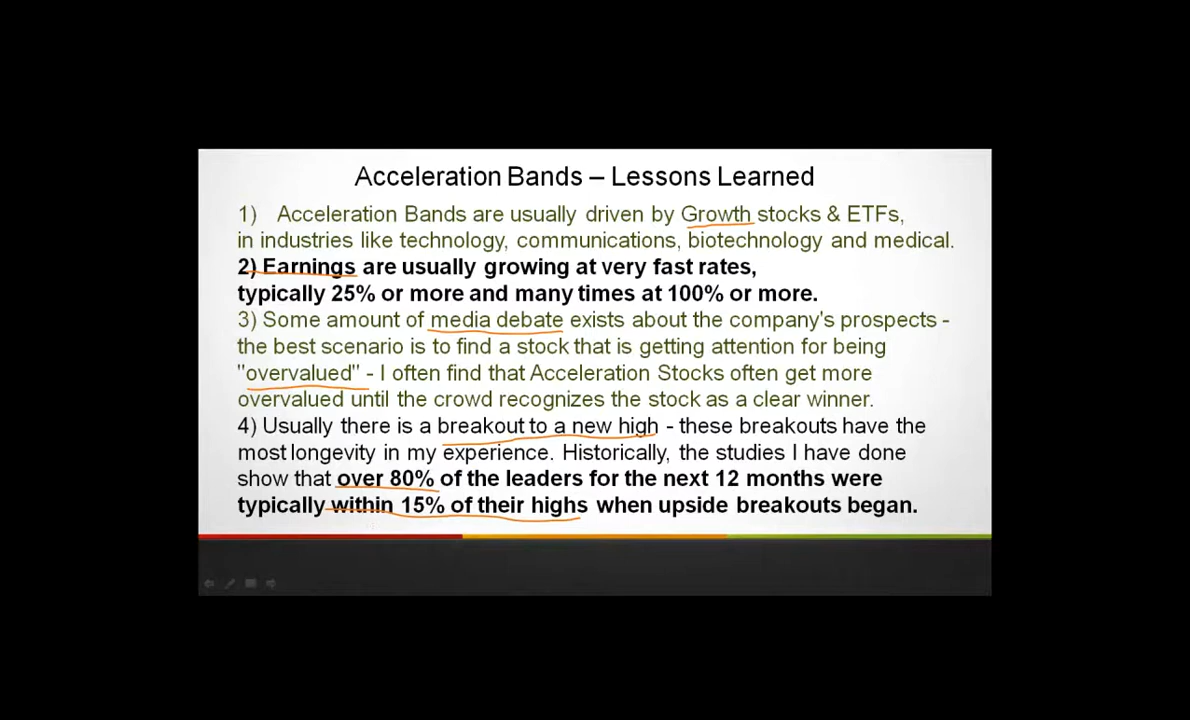 Acceleration Bands – Lessons Learned
1) Acceleration Bands are usually driven by Growth stocks & ETFs,
in industries like technology, communications, biotechnology and medical.
2) Earnings are usually growing at very fast rates,
typically 25% or more and many times at 100% or more.
3) Some amount of media debate exists about the company's prospects -
the best scenario is to find a stock that is getting attention for being
"overvalued" - I often find that Acceleration Stocks often get more
overvalued until the crowd recognizes the stock as a clear winner.
4) Usually there is a breakout to a new high - these breakouts have the
most longevity in my experience. Historically, the studies I have done
show that over 80% of the leaders for the next 12 months were
typically within 15% of their highs when upside breakouts began.